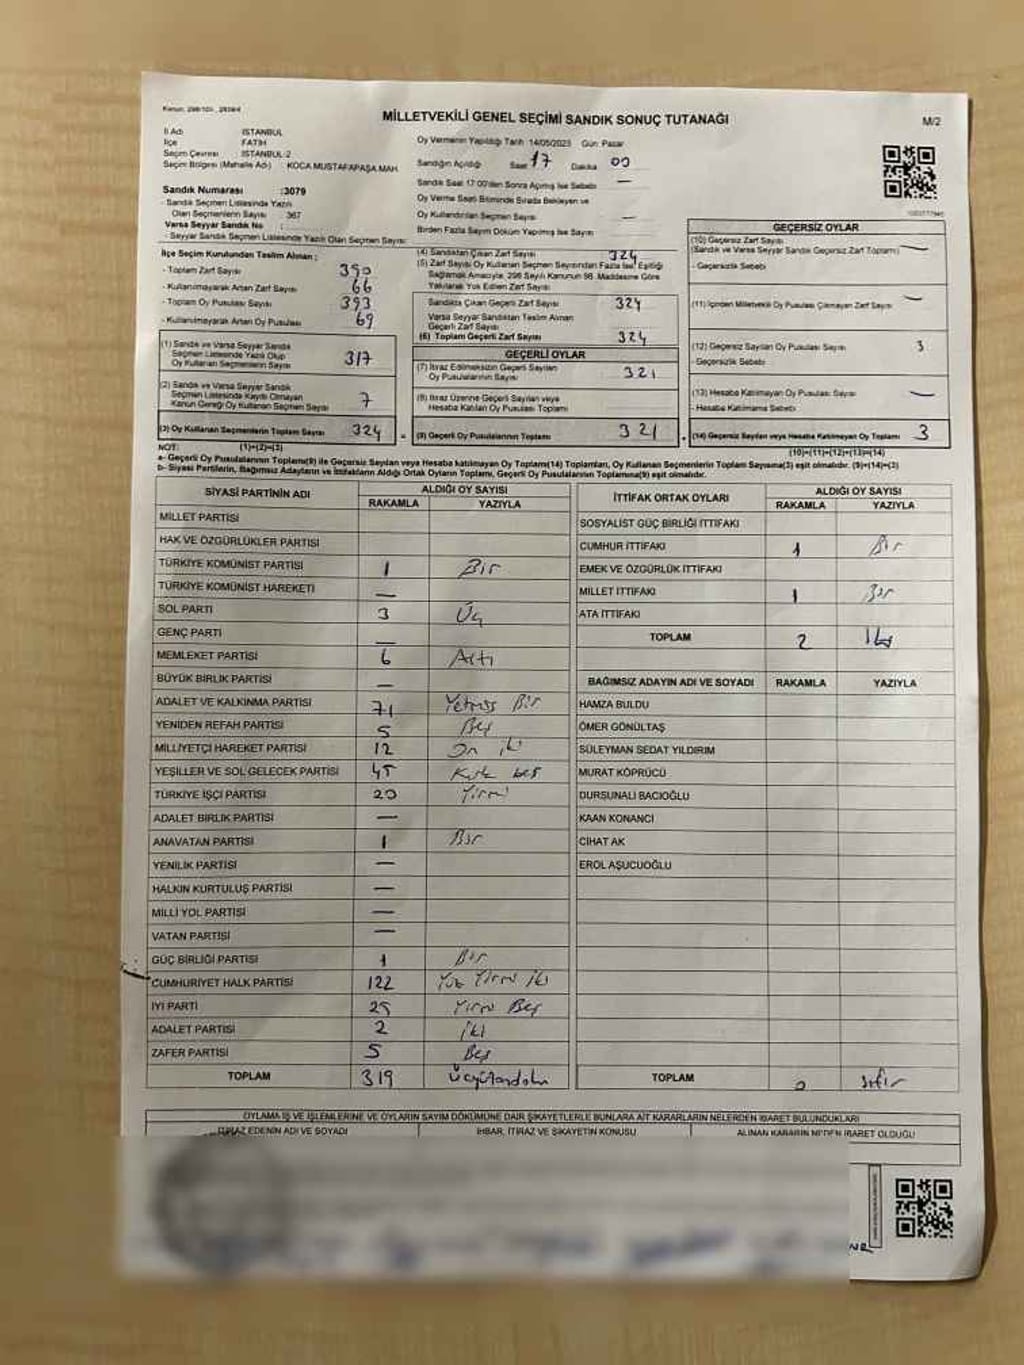 Kanun: 298/105 , 2839/4
MİLLETVEKİLİ GENEL SEÇİMİ SANDIK SONUÇ TUTANAĞI
M/2
İl Adı : İSTANBUL
İlçe : FATİH
Seçim Çevresi : İSTANBUL-2
Seçim Bölgesi (Mahalle Adı) : KOCA MUSTAFAPAŞA MAH.
Sandık Numarası :3079
- Sandık Seçmen Listesinde Yazılı
Olan Seçmenlerin Sayısı : 367
Varsa Seyyar Sandık No :
- Seyyar Sandık Seçmen Listesinde Yazılı Olan Seçmen Sayısı:
Oy Vermenin Yapıldığı Tarih :14/05/2023 Gün: Pazar
Sandığın Açıldığı Saat 17 Dakika 00
Sandık Saat 17:00'den Sonra Açılmış İse Sebebi —
Oy Verme Saati Bitiminde Sırada Bekleyen ve
Oy Kullandırılan Seçmen Sayısı —
Birden Fazla Sayım Döküm Yapılmış İse Sayısı
İlçe Seçim Kurulundan Teslim Alınan ;
- Toplam Zarf Sayısı 390
- Kullanılmayarak Artan Zarf Sayısı 66
- Toplam Oy Pusulası Sayısı 393
- Kullanılmayarak Artan Oy Pusulası 69
(1) Sandık ve Varsa Seyyar Sandık
Seçmen Listesinde Yazılı Olup
Oy Kullanan Seçmenlerin Sayısı 317
(2) Sandık ve Varsa Seyyar Sandık
Seçmen Listesinde Kayıtlı Olmayan
Kanun Gereği Oy Kullanan Seçmen Sayısı 7
(3) Oy Kullanan Seçmenlerin Toplam Sayısı 324
(4) Sandıktan Çıkan Zarf Sayısı 324
(5) Zarf Sayısı Oy Kullanan Seçmen Sayısından Fazla İse, Eşitliği
Sağlamak Amacıyla, 298 Sayılı Kanunun 98. Maddesine Göre
Yakılarak Yok Edilen Zarf Sayısı
Sandıkta Çıkan Geçerli Zarf Sayısı 324
Varsa Seyyar Sandıktan Teslim Alınan
Geçerli Zarf Sayısı
(6) Toplam Geçerli Zarf Sayısı 324
GEÇERLİ OYLAR
(7) İtiraz Edilmeksizin Geçerli Sayılan
Oy Pusulalarının Sayısı 321
(8) İtiraz Üzerine Geçerli Sayılan veya
Hesaba Katılan Oy Pusulası Toplamı
= (9) Geçerli Oy Pusulalarının Toplamı 321
GEÇERSİZ OYLAR
(10) Geçersiz Zarf Sayısı
(Sandık ve Varsa Seyyar Sandık Geçersiz Zarf Toplamı) —
- Geçersizlik Sebebi
(11) İçinden Milletvekili Oy Pusulası Çıkmayan Zarf Sayısı —
(12) Geçersiz Sayılan Oy Pusulası Sayısı 3
- Geçersizlik Sebebi
(13) Hesaba Katılmayan Oy Pusulası Sayısı —
- Hesaba Katılmama Sebebi
(14) Geçersiz Sayılan veya Hesaba Katılmayan Oy Toplamı 3
NOT: (1)+(2)=(3) (10)+(11)+(12)+(13)=(14)
a- Geçerli Oy Pusulalarının Toplamı(9) ile Geçersiz Sayılan veya Hesaba katılmayan Oy Toplamı(14) Toplamları, Oy Kullanan Seçmenlerin Toplam Sayısına(3) eşit olmalıdır. (9)+(14)=(3)
b- Siyasi Partilerin, Bağımsız Adayların ve İttifakların Aldığı Ortak Oyların Toplamı, Geçerli Oy Pusulalarının Toplamına(9) eşit olmalıdır.
SİYASİ PARTİNİN ADI ALDIĞI OY SAYISI
RAKAMLA YAZIYLA
MİLLET PARTİSİ
HAK VE ÖZGÜRLÜKLER PARTİSİ
TÜRKİYE KOMÜNİST PARTİSİ 1 Bir
TÜRKİYE KOMÜNİST HAREKETİ —
SOL PARTİ 3 Üç
GENÇ PARTİ —
MEMLEKET PARTİSİ 6 Altı
BÜYÜK BİRLİK PARTİSİ —
ADALET VE KALKINMA PARTİSİ 71 Yetmiş Bir
YENİDEN REFAH PARTİSİ 5 Beş
MİLLİYETÇİ HAREKET PARTİSİ 12 On iki
YEŞİLLER VE SOL GELECEK PARTİSİ 45 Kırk beş
TÜRKİYE İŞÇİ PARTİSİ 20 Yirmi
ADALET BİRLİK PARTİSİ —
ANAVATAN PARTİSİ 1 Bir
YENİLİK PARTİSİ —
HALKIN KURTULUŞ PARTİSİ —
MİLLİ YOL PARTİSİ —
VATAN PARTİSİ —
GÜÇ BİRLİĞİ PARTİSİ 1 Bir
CUMHURİYET HALK PARTİSİ 122 Yüz Yirmi İki
İYİ PARTİ 25 Yirmi Beş
ADALET PARTİSİ 2 İki
ZAFER PARTİSİ 5 Beş
TOPLAM 319 Üçyüzondoku
İTTİFAK ORTAK OYLARI ALDIĞI OY SAYISI
RAKAMLA YAZIYLA
SOSYALİST GÜÇ BİRLİĞİ İTTİFAKI
CUMHUR İTTİFAKI 1 Bir
EMEK VE ÖZGÜRLÜK İTTİFAKI
MİLLET İTTİFAKI 1 Bir
ATA İTTİFAKI
TOPLAM 2 İki
BAĞIMSIZ ADAYIN ADI VE SOYADI RAKAMLA YAZIYLA
HAMZA BULDU
ÖMER GÖNÜLTAŞ
SÜLEYMAN SEDAT YILDIRIM
MURAT KÖPRÜCÜ
DURSUNALİ BACIOĞLU
KAAN KONANCI
CİHAT AK
EROL AŞUCUOĞLU
TOPLAM 0 sıfır
OYLAMA İŞ VE İŞLEMLERİNE VE OYLARIN SAYIM DÖKÜMÜNE DAİR ŞİKAYETLERLE BUNLARA AİT KARARLARIN NELERDEN İBARET BULUNDUKLARI
İTİRAZ EDENİN ADI VE SOYADI İHBAR, İTİRAZ VE ŞİKAYETİN KONUSU ALINAN KARARIN NEDEN İBARET OLDUĞU